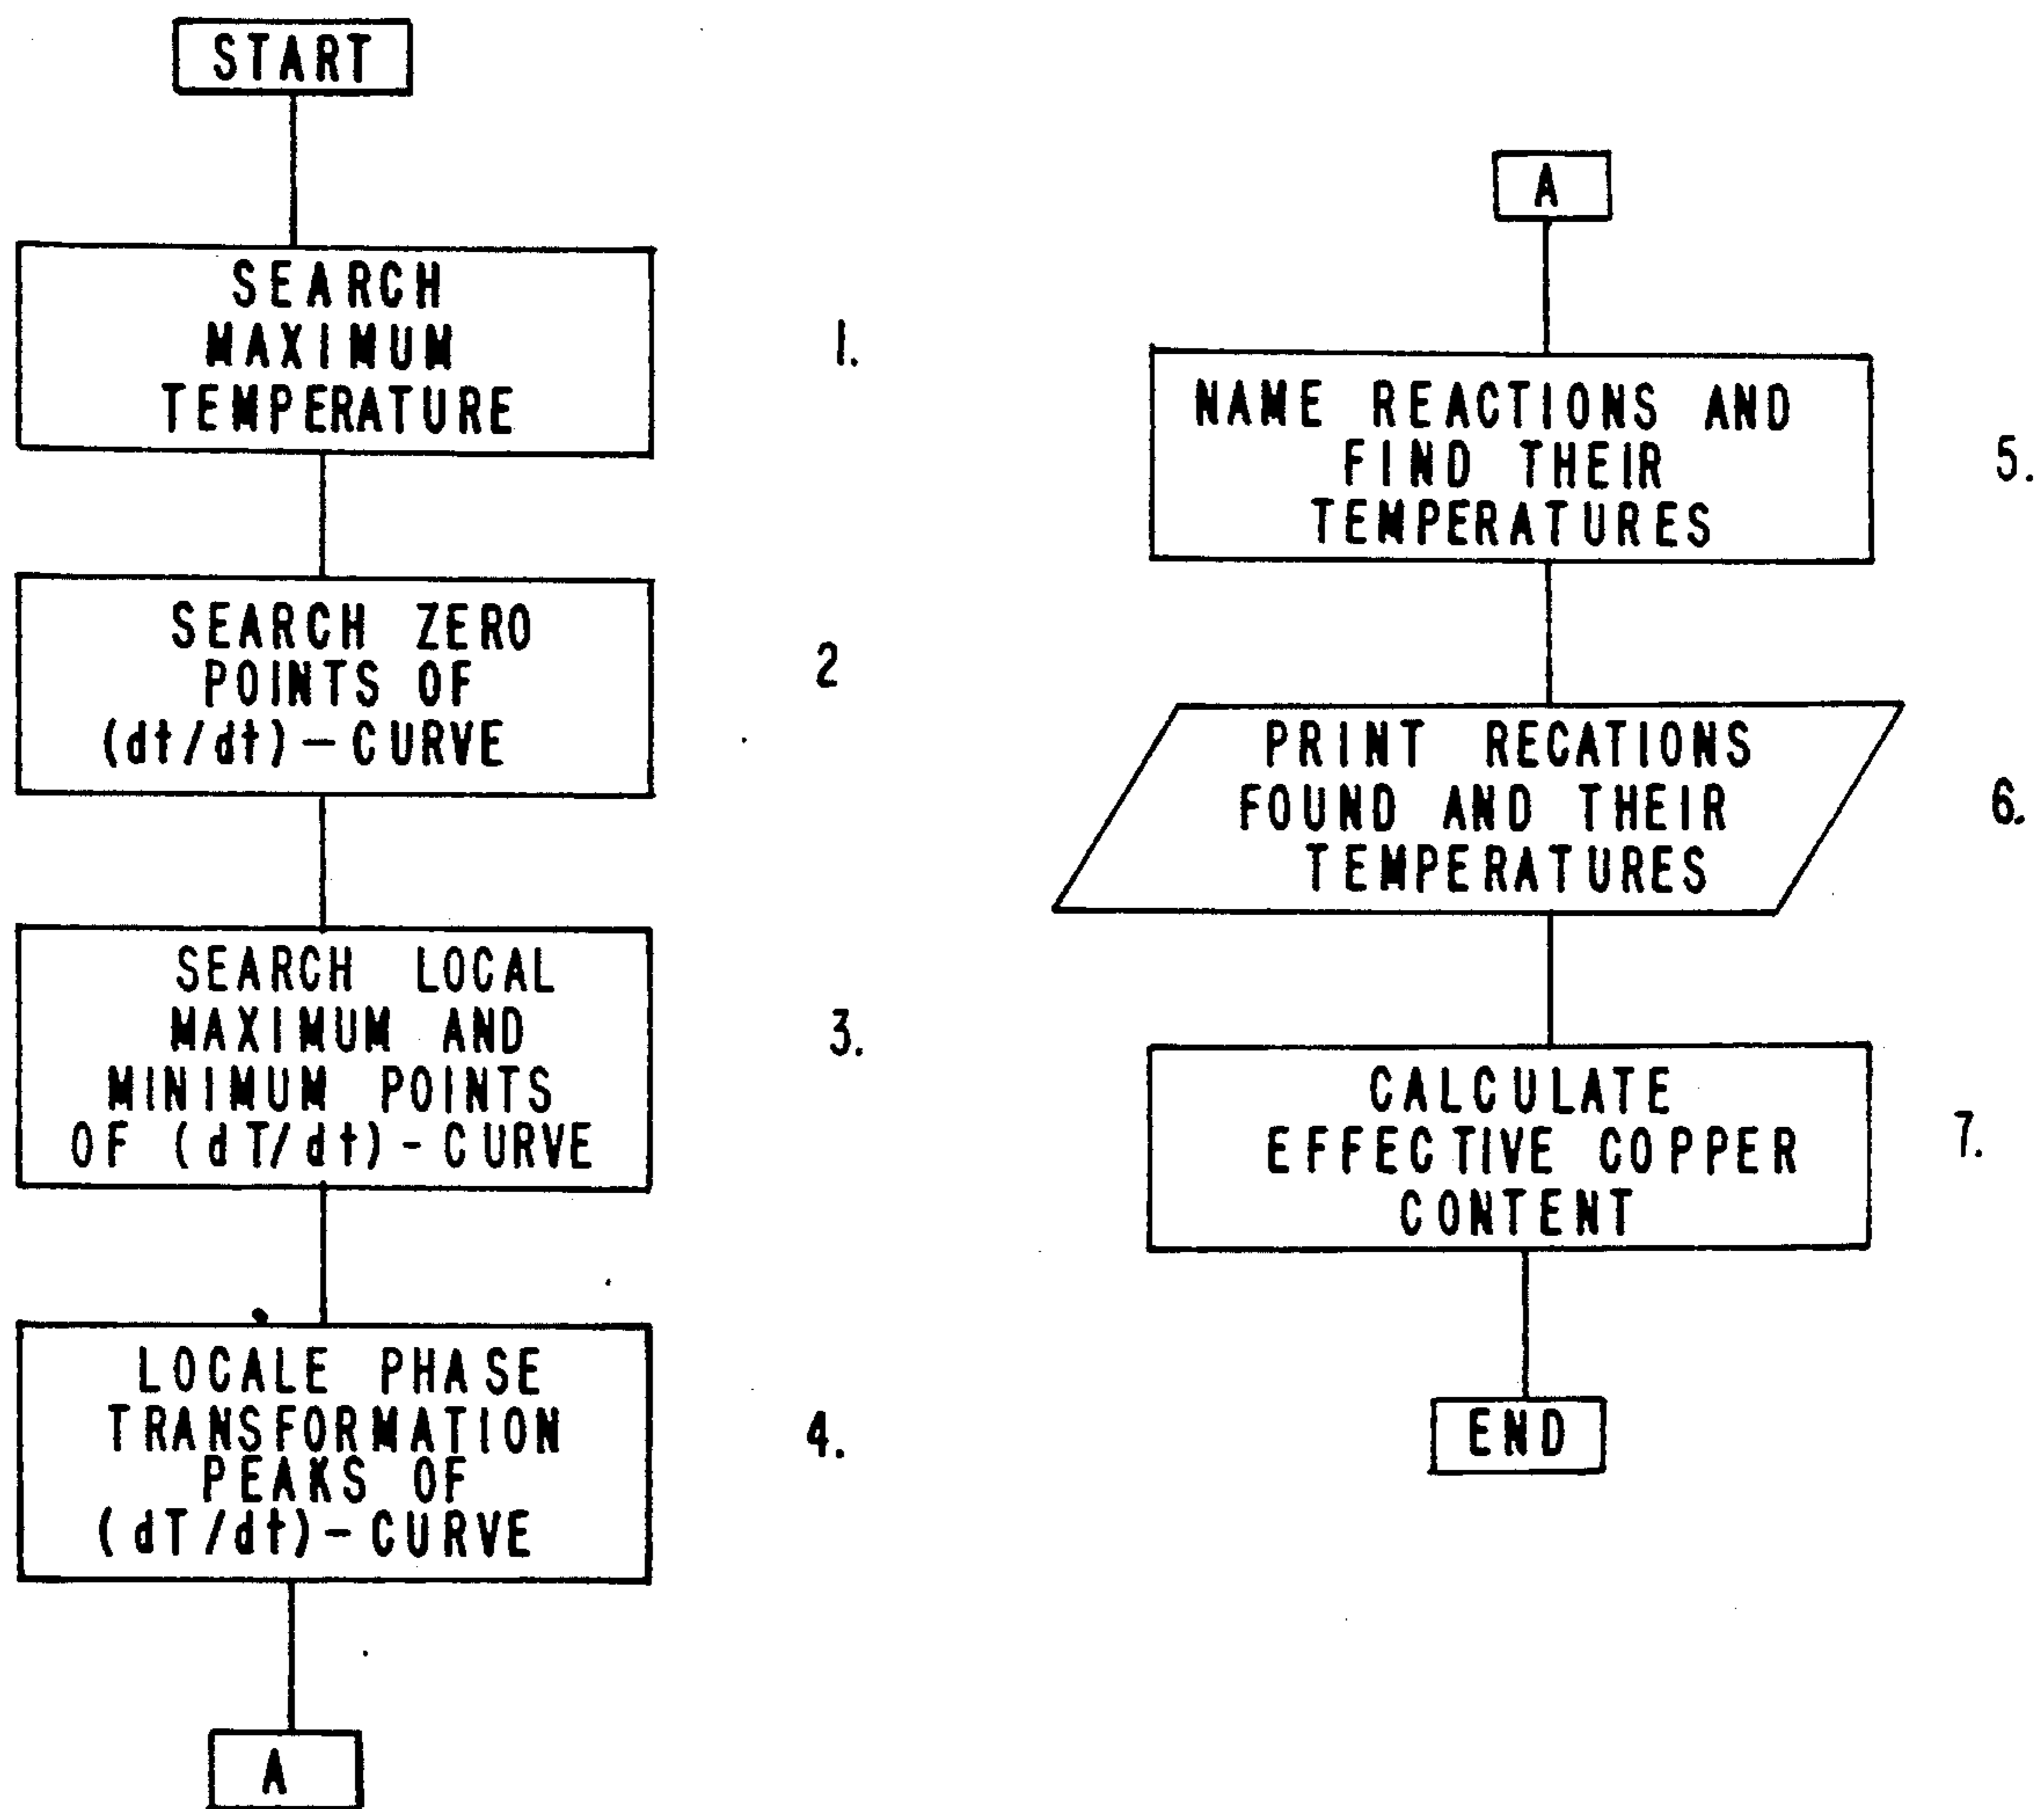 START
SEARCH
MAXIMUM
TEMPERATURE
1.
SEARCH ZERO
POINTS OF
(dt/dt)-CURVE
2
SEARCH LOCAL
MAXIMUM AND
MINIMUM POINTS
OF (dT/dt)-CURVE
3.
LOCALE PHASE
TRANSFORMATION
PEAKS OF
(dT/dt)-CURVE
4.
A
A
NAME REACTIONS AND
FIND THEIR
TEMPERATURES
5.
PRINT RECATIONS
FOUND AND THEIR
TEMPERATURES
6.
CALCULATE
EFFECTIVE COPPER
CONTENT
7.
END